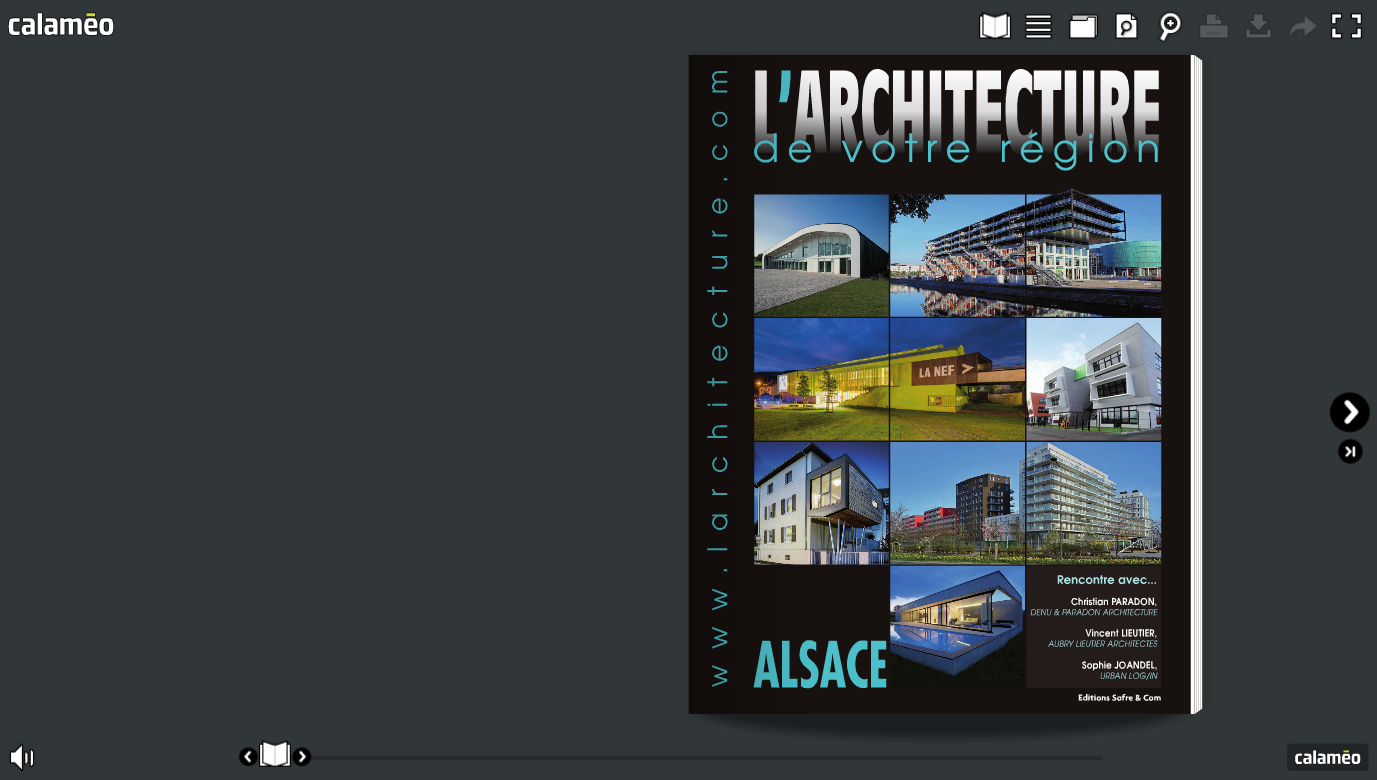 calaméo
www.larchitecture.com
L'ARCHITECTURE
de votre région
LA NEF >
Rencontre avec...
Christian PARADON,
DENU & PARADON ARCHITECTURE
Vincent LIEUTIER,
AUBRY LIEUTIER ARCHITECTES
Sophie JOANDEL,
URBAN LOG/IN
ALSACE
Editions Sofre & Com
calaméo